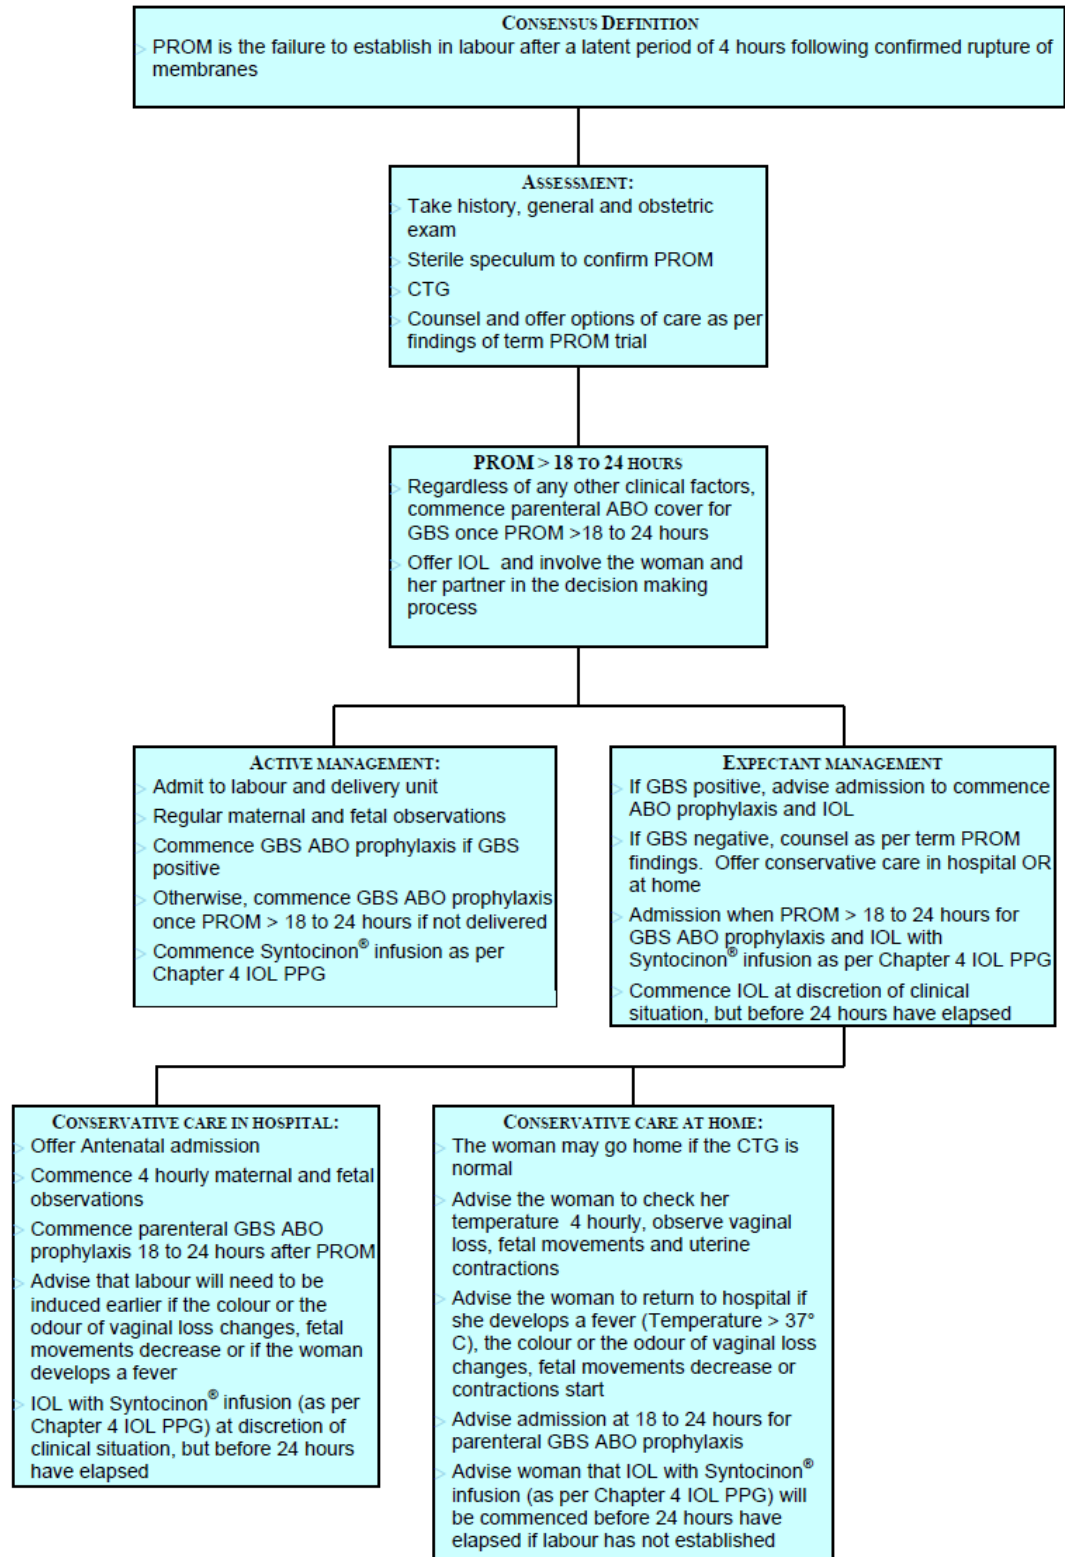 CONSENSUS DEFINITION
PROM is the failure to establish in labour after a latent period of 4 hours following confirmed rupture of
membranes
ASSESSMENT:
Take history, general and obstetric
exam
Sterile speculum to confirm PROM
CTG
Counsel and offer options of care as per
findings of term PROM trial
PROM > 18 TO 24 HOURS
Regardless of any other clinical factors,
commence parenteral ABO cover for
GBS once PROM >18 to 24 hours
Offer IOL and involve the woman and
her partner in the decision making
process
ACTIVE MANAGEMENT:
Admit to labour and delivery unit
Regular maternal and fetal observations
Commence GBS ABO prophylaxis if GBS
positive
Otherwise, commence GBS ABO prophylaxis
once PROM > 18 to 24 hours if not delivered
Commence Syntocinon® infusion as per
Chapter 4 IOL PPG
EXPECTANT MANAGEMENT
If GBS positive, advise admission to commence
ABO prophylaxis and IOL
If GBS negative, counsel as per term PROM
findings. Offer conservative care in hospital OR
at home
Admission when PROM > 18 to 24 hours for
GBS ABO prophylaxis and IOL with
Syntocinon® infusion as per Chapter 4 IOL PPG
Commence IOL at discretion of clinical
situation, but before 24 hours have elapsed
CONSERVATIVE CARE IN HOSPITAL:
Offer Antenatal admission
Commence 4 hourly maternal and fetal
observations
Commence parenteral GBS ABO
prophylaxis 18 to 24 hours after PROM
Advise that labour will need to be
induced earlier if the colour or the
odour of vaginal loss changes, fetal
movements decrease or if the woman
develops a fever
IOL with Syntocinon® infusion (as per
Chapter 4 IOL PPG) at discretion of
clinical situation, but before 24 hours
have elapsed
CONSERVATIVE CARE AT HOME:
The woman may go home if the CTG is
normal
Advise the woman to check her
temperature 4 hourly, observe vaginal
loss, fetal movements and uterine
contractions
Advise the woman to return to hospital if
she develops a fever (Temperature > 37°
C), the colour or the odour of vaginal loss
changes, fetal movements decrease or
contractions start
Advise admission at 18 to 24 hours for
parenteral GBS ABO prophylaxis
Advise woman that IOL with Syntocinon®
infusion (as per Chapter 4 IOL PPG) will
be commenced before 24 hours have
elapsed if labour has not established